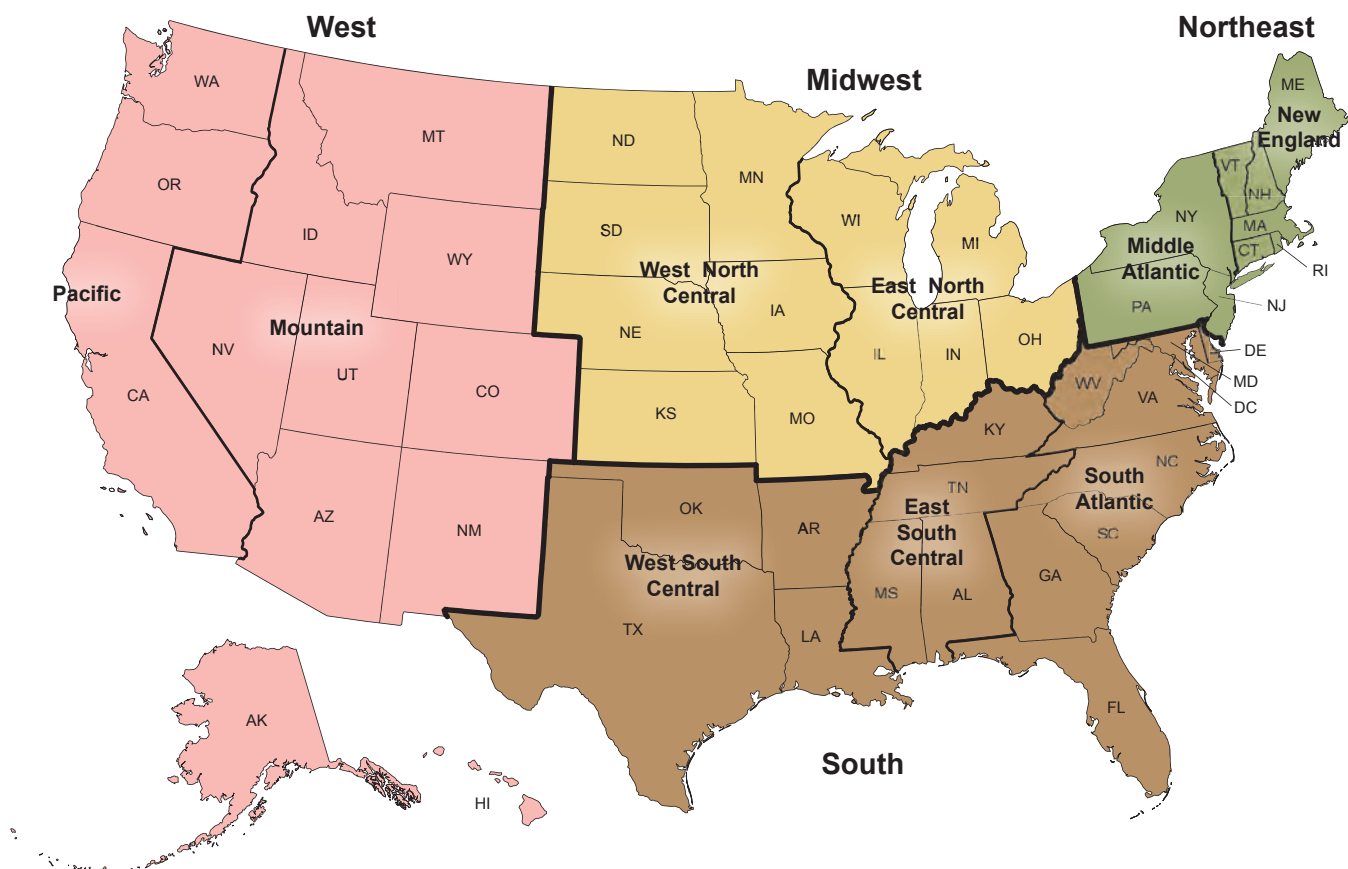 West
Northeast
Midwest
ME
New
England
WA
MT
ND
MN
VT
NH
OR
SD
WI
NY
MA
ID
MI
CT
RI
WY
West North
Central
Middle
Atlantic
Pacific
East North
Central
PA
NJ
Mountain
IA
NE
OH
NV
IL
IN
DE
UT
CO
WV
MD
CA
VA
DC
KS
MO
KY
NC
South
Atlantic
TN
OK
East
South
Central
AZ
NM
AR
SC
West South
Central
GA
MS
AL
TX
LA
FL
AK
South
HI